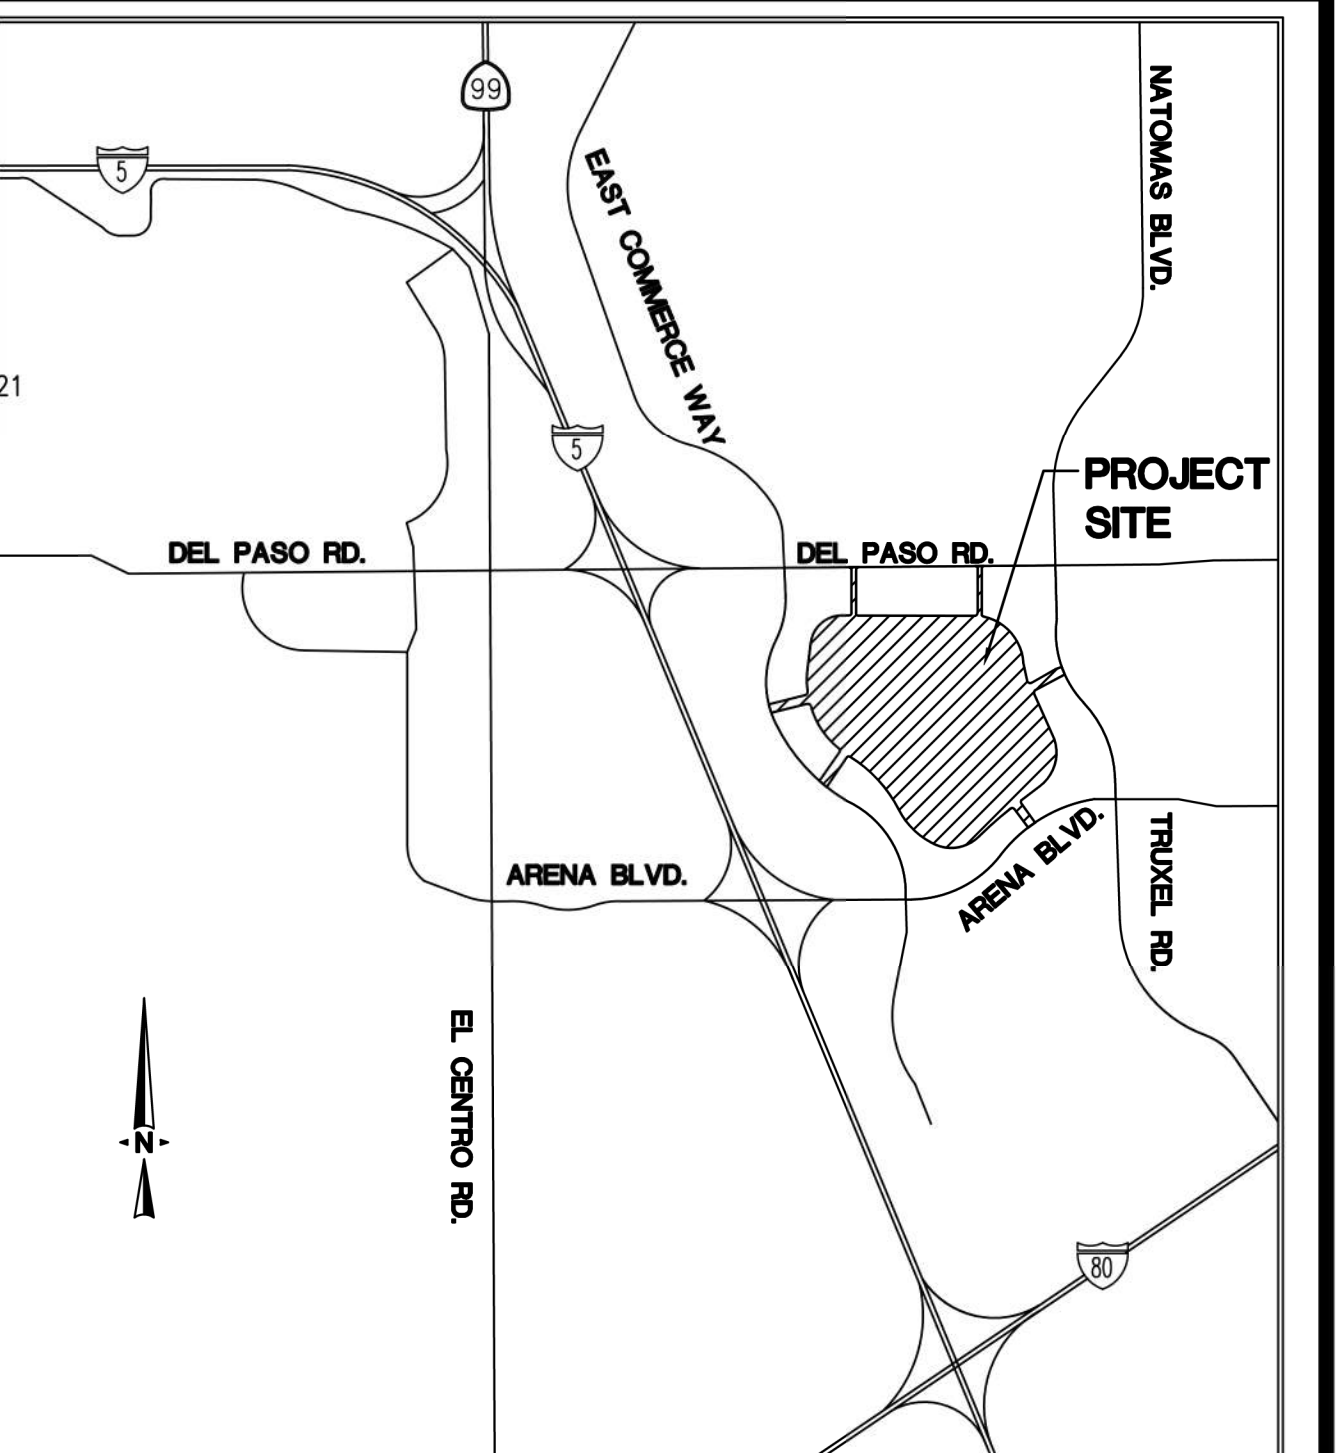 99
NATOMAS BLVD.
5
EAST COMMERCE WAY
21
5
PROJECT
SITE
DEL PASO RD.
DEL PASO RD.
ARENA BLVD.
ARENA BLVD.
TRUXEL RD.
EL CENTRO RD.
N
80